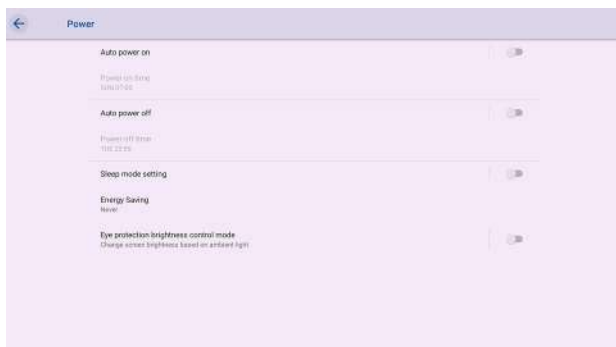 Power
Auto power on
Power on time
Auto power off
Power off time
Sleep mode setting
Energy Saving
Never
Eye protection brightness control mode
Change screen brightness based on ambient light